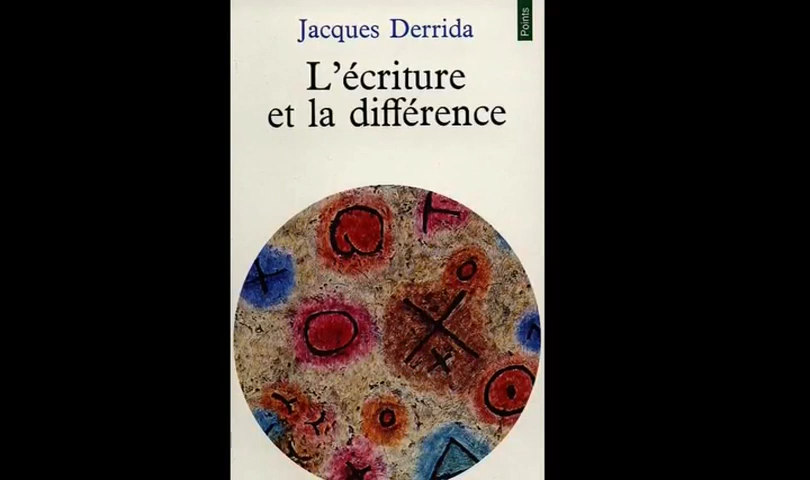 Jacques Derrida
Points
L'écriture
et la différence